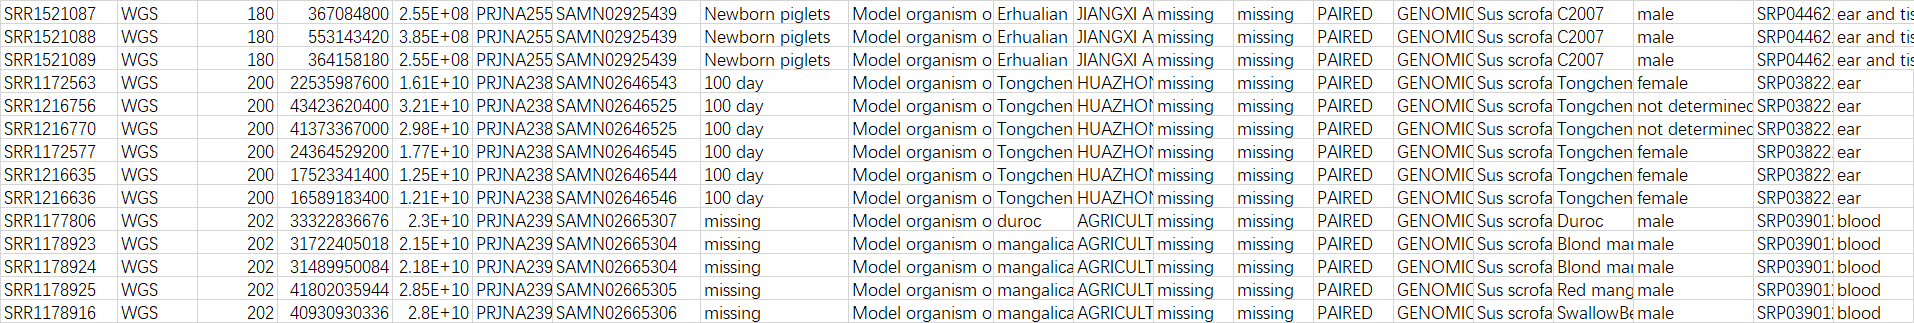 SRR1521087 WGS 180 367084800 2.55E+08 PRJNA255 SAMN02925439 Newborn piglets Model organism o Erhualian JIANGXI A missing missing PAIRED GENOMIC Sus scrofa C2007 male SRP04462 ear and tis
SRR1521088 WGS 180 553143420 3.85E+08 PRJNA255 SAMN02925439 Newborn piglets Model organism o Erhualian JIANGXI A missing missing PAIRED GENOMIC Sus scrofa C2007 male SRP04462 ear and tis
SRR1521089 WGS 180 364158180 2.55E+08 PRJNA255 SAMN02925439 Newborn piglets Model organism o Erhualian JIANGXI A missing missing PAIRED GENOMIC Sus scrofa C2007 male SRP04462 ear and tis
SRR1172563 WGS 200 22535987600 1.61E+10 PRJNA238 SAMN02646543 100 day Model organism o Tongchen HUAZHON missing missing PAIRED GENOMIC Sus scrofa Tongchen female SRP03822 ear
SRR1216756 WGS 200 43423620400 3.21E+10 PRJNA238 SAMN02646525 100 day Model organism o Tongchen HUAZHON missing missing PAIRED GENOMIC Sus scrofa Tongchen not determined SRP03822 ear
SRR1216770 WGS 200 41373367000 2.98E+10 PRJNA238 SAMN02646525 100 day Model organism o Tongchen HUAZHON missing missing PAIRED GENOMIC Sus scrofa Tongchen not determined SRP03822 ear
SRR1172577 WGS 200 24364529200 1.77E+10 PRJNA238 SAMN02646545 100 day Model organism o Tongchen HUAZHON missing missing PAIRED GENOMIC Sus scrofa Tongchen female SRP03822 ear
SRR1216635 WGS 200 17523341400 1.25E+10 PRJNA238 SAMN02646544 100 day Model organism o Tongchen HUAZHON missing missing PAIRED GENOMIC Sus scrofa Tongchen female SRP03822 ear
SRR1216636 WGS 200 16589183400 1.21E+10 PRJNA238 SAMN02646546 100 day Model organism o Tongchen HUAZHON missing missing PAIRED GENOMIC Sus scrofa Tongchen female SRP03822 ear
SRR1177806 WGS 202 33322836676 2.3E+10 PRJNA239 SAMN02665307 missing Model organism o duroc AGRICULT missing missing PAIRED GENOMIC Sus scrofa Duroc male SRP03901 blood
SRR1178923 WGS 202 31722405018 2.15E+10 PRJNA239 SAMN02665304 missing Model organism o mangalica AGRICULT missing missing PAIRED GENOMIC Sus scrofa Blond mar male SRP03901 blood
SRR1178924 WGS 202 31489950084 2.18E+10 PRJNA239 SAMN02665304 missing Model organism o mangalica AGRICULT missing missing PAIRED GENOMIC Sus scrofa Blond mar male SRP03901 blood
SRR1178925 WGS 202 41802035944 2.85E+10 PRJNA239 SAMN02665305 missing Model organism o mangalica AGRICULT missing missing PAIRED GENOMIC Sus scrofa Red mang male SRP03901 blood
SRR1178916 WGS 202 40930930336 2.8E+10 PRJNA239 SAMN02665306 missing Model organism o mangalica AGRICULT missing missing PAIRED GENOMIC Sus scrofa SwallowBe male SRP03901 blood